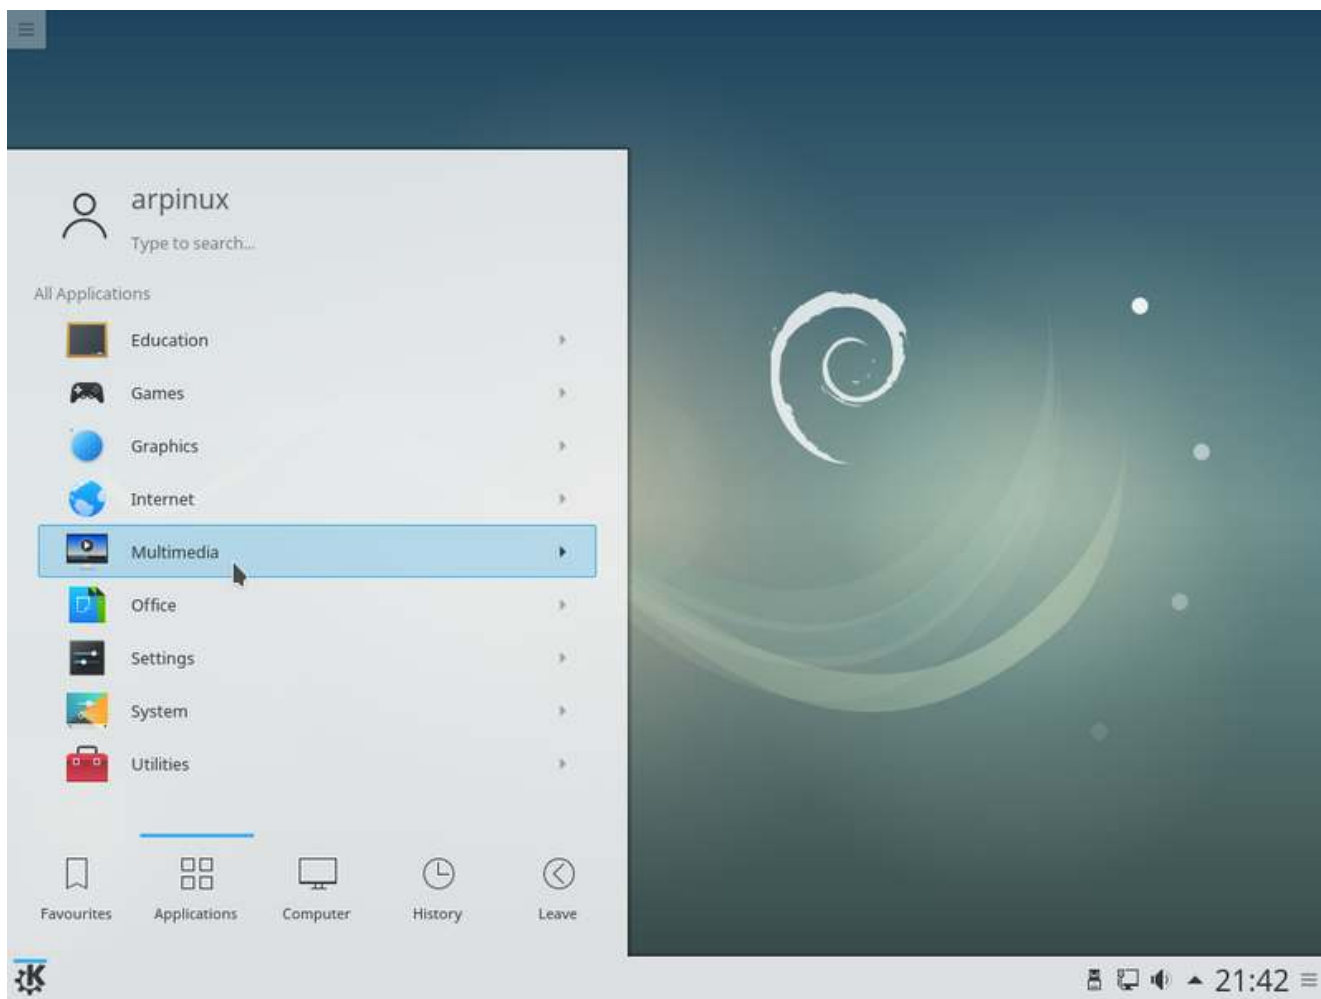 arpinux
Type to search...
All Applications
Education
Games
Graphics
Internet
Multimedia
Office
Settings
System
Utilities
Favourites Applications Computer History Leave
21:42